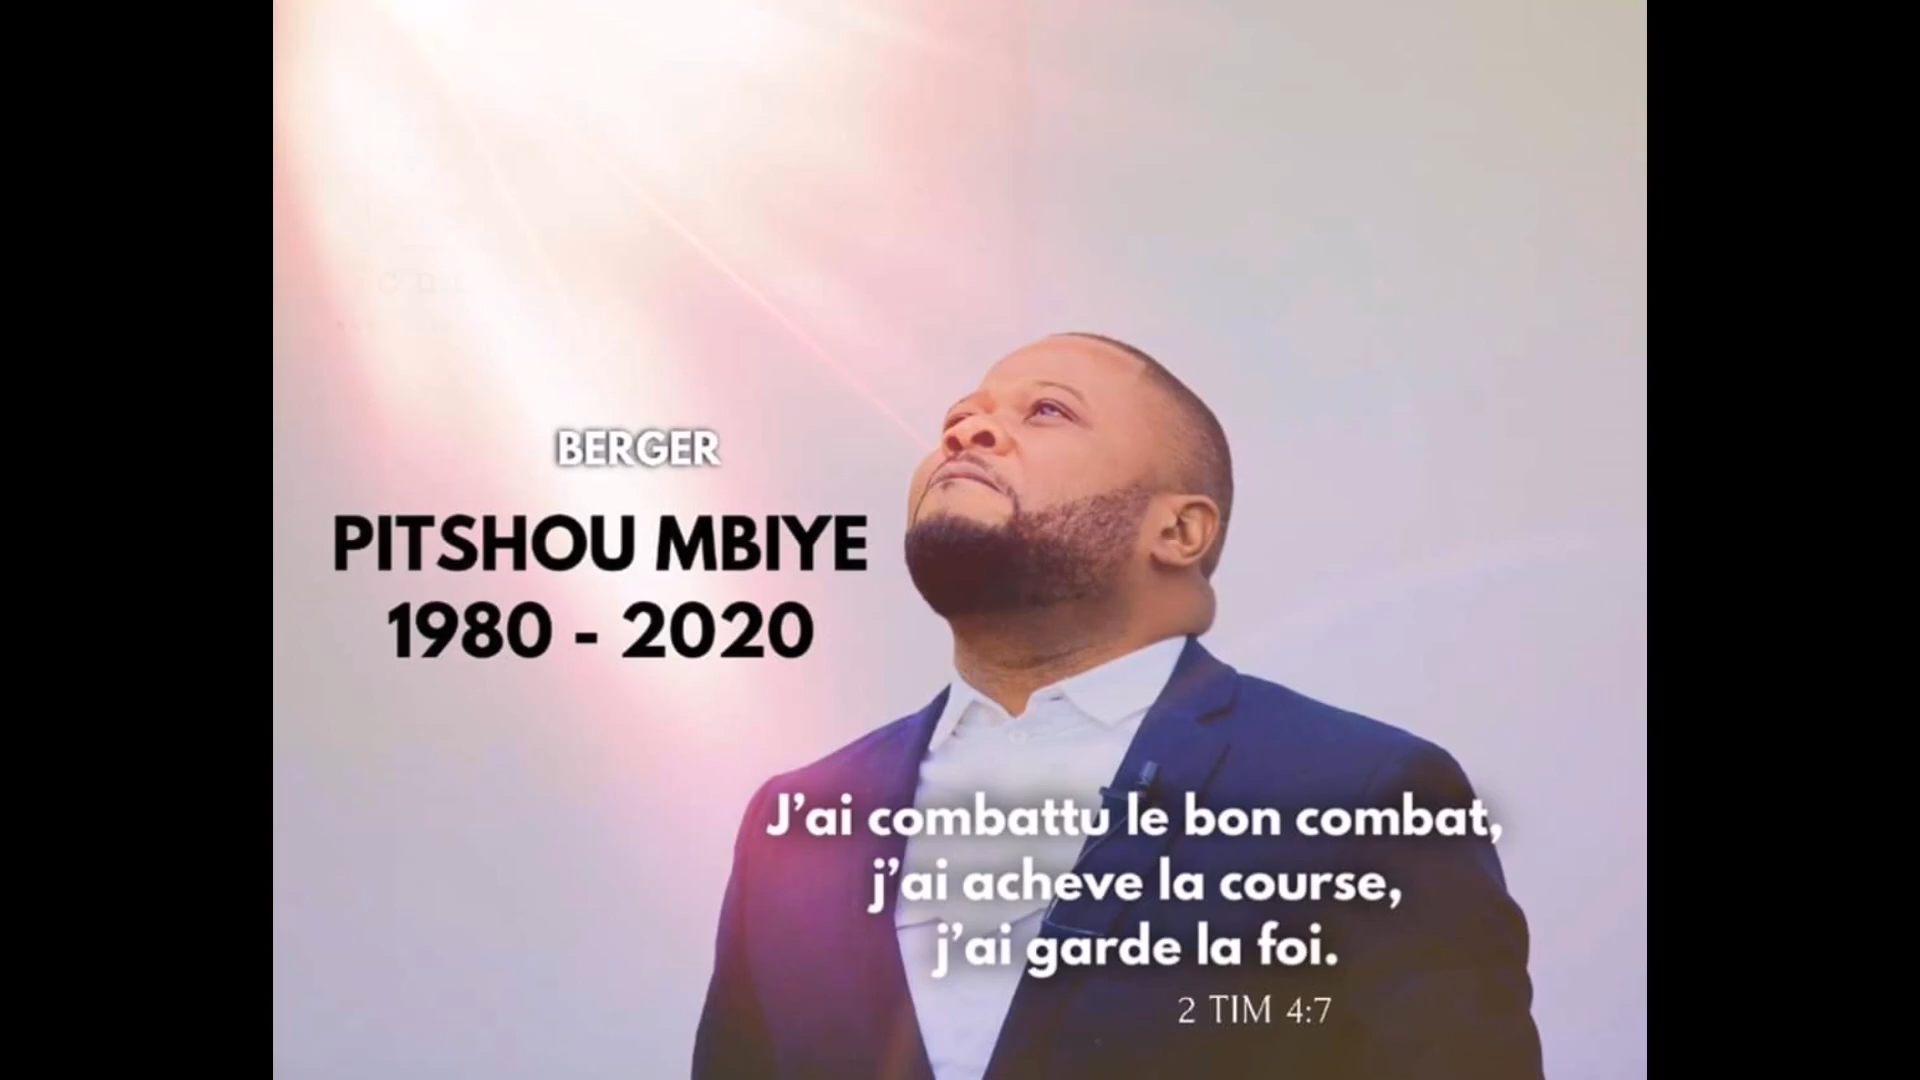 BERGER
PITSHOU MBIYE
1980 - 2020
J’ai combattu le bon combat,
j’ai acheve la course,
j’ai garde la foi.
2 TIM 4:7